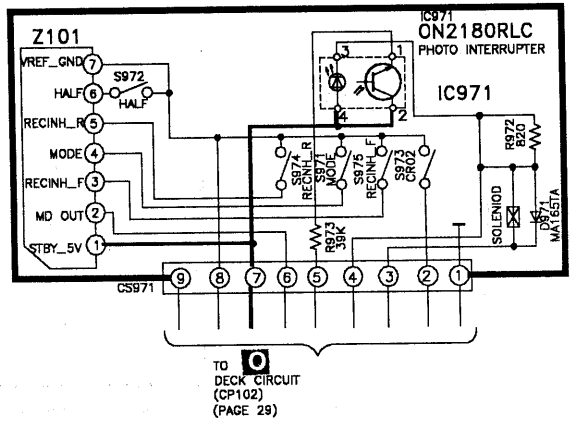 IC971
ON2180RLC
PHOTO INTERRUPTER
Z101
VREF_GND 7
HALF 6
S972
HALF
RECINH_R 5
MODE 4
RECINH_F 3
MD OUT 2
STBY_5V 1
3 1
4 2
IC971
R972
820
S974
RECINH_R
S971
MODE
S975
RECINH_F
S973
CR02
R973
39K
SOLENIOD
D971
MA165TA
CS971
9 8 7 6 5 4 3 2 1
TO O
DECK CIRCUIT
(CP102)
(PAGE 29)